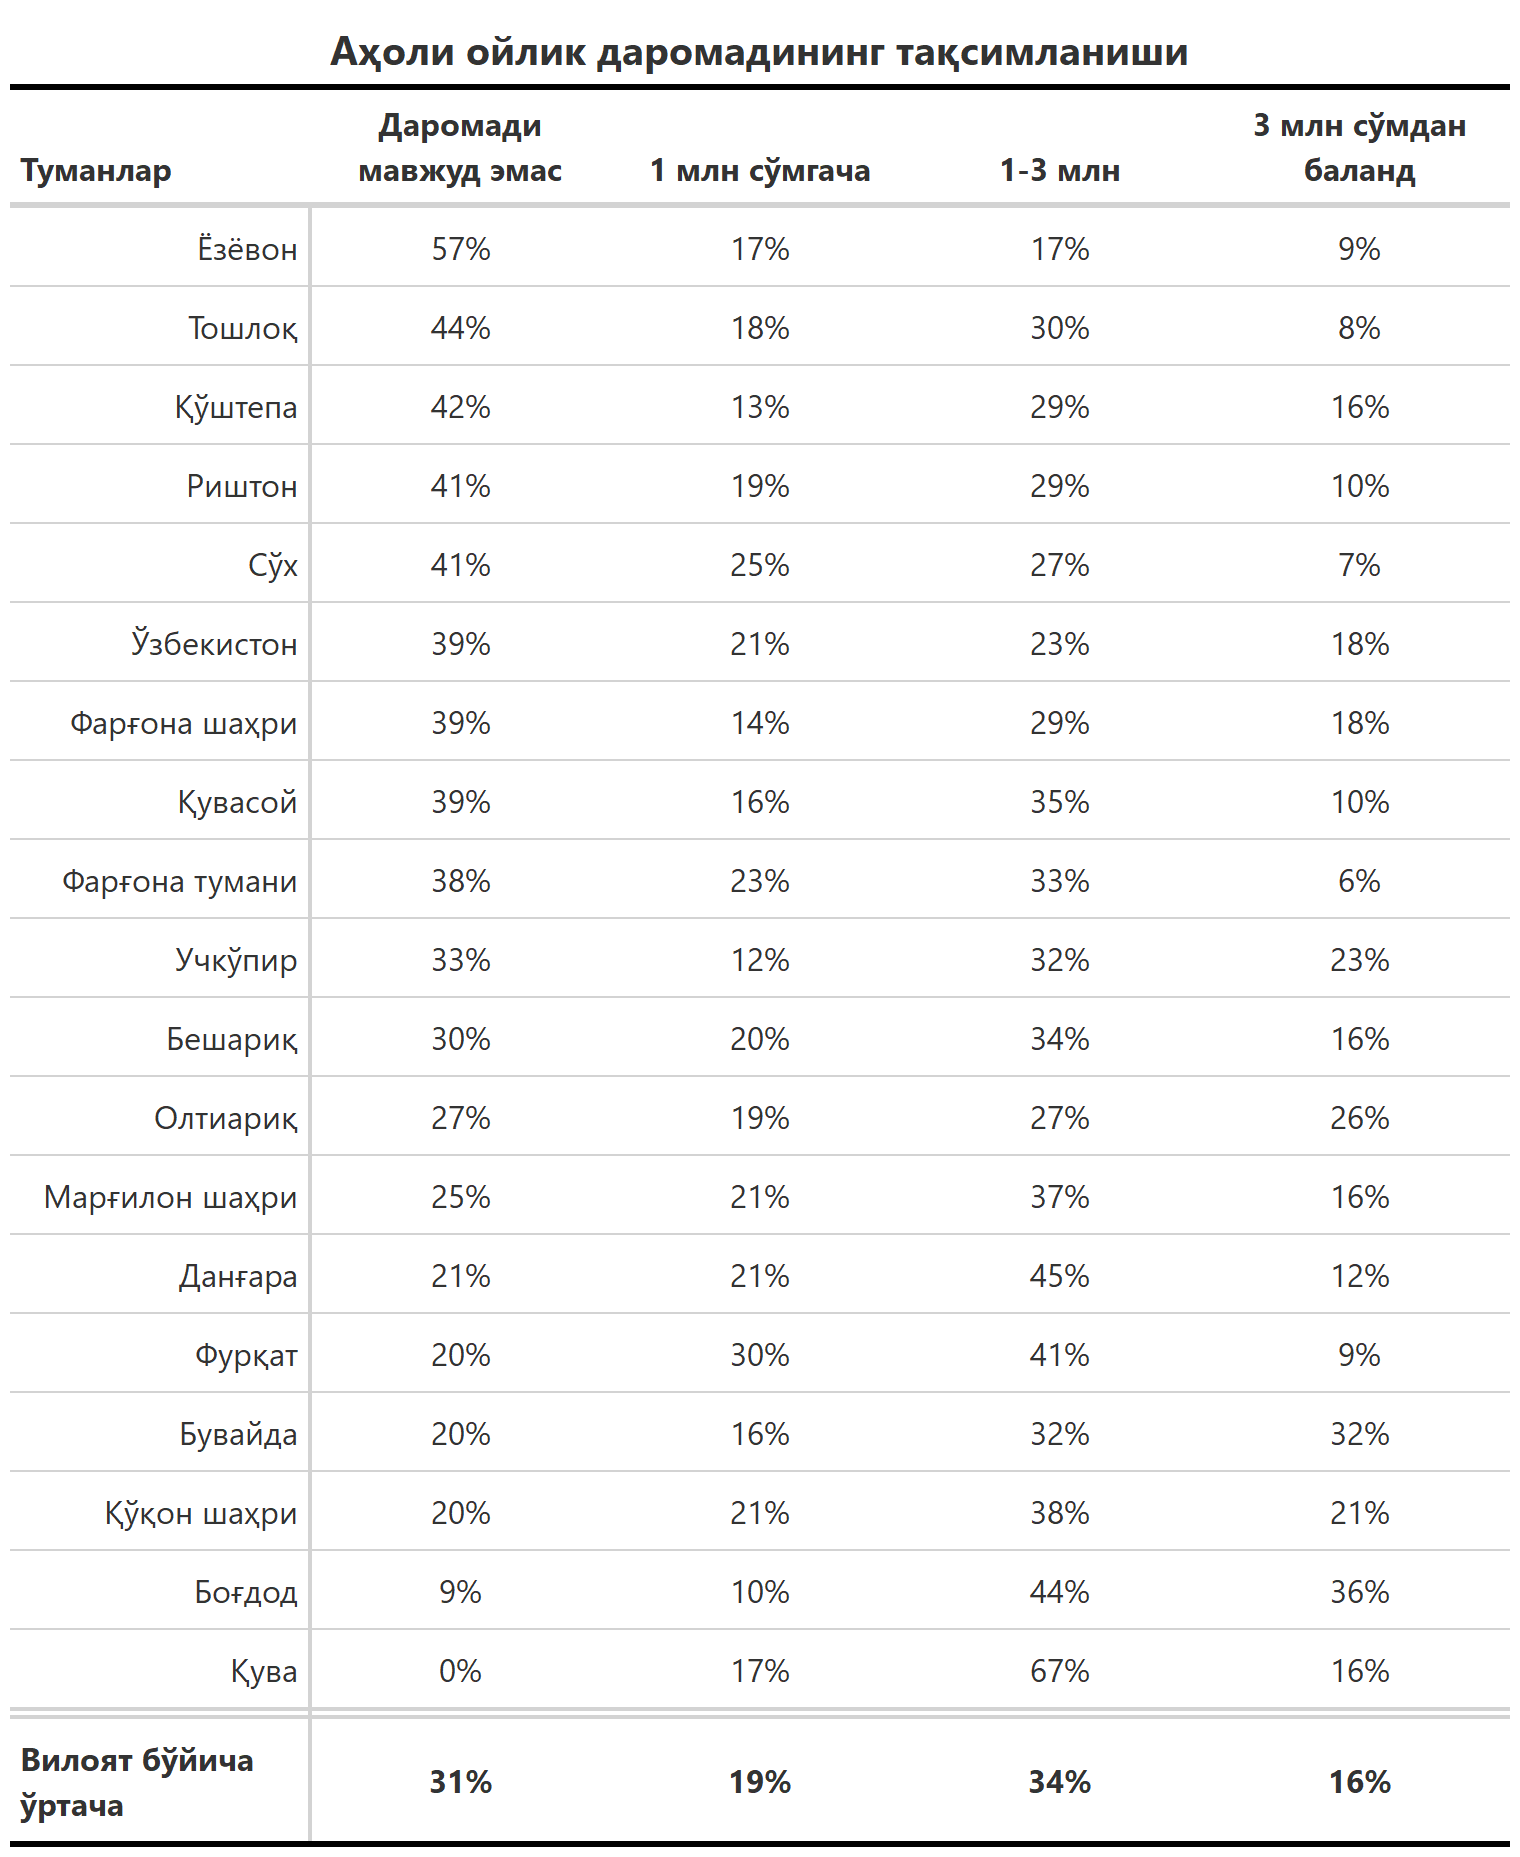 Аҳоли ойлик даромадининг тақсимланиши
Туманлар Даромади мавжуд эмас 1 млн сўмгача 1-3 млн 3 млн сўмдан баланд
Ёзёвон 57% 17% 17% 9%
Тошлоқ 44% 18% 30% 8%
Қўштепа 42% 13% 29% 16%
Риштон 41% 19% 29% 10%
Сўх 41% 25% 27% 7%
Ўзбекистон 39% 21% 23% 18%
Фарғона шаҳри 39% 14% 29% 18%
Қувасой 39% 16% 35% 10%
Фарғона тумани 38% 23% 33% 6%
Учкўпир 33% 12% 32% 23%
Бешариқ 30% 20% 34% 16%
Олтиариқ 27% 19% 27% 26%
Марғилон шаҳри 25% 21% 37% 16%
Данғара 21% 21% 45% 12%
Фурқат 20% 30% 41% 9%
Бувайда 20% 16% 32% 32%
Қўқон шаҳри 20% 21% 38% 21%
Боғдод 9% 10% 44% 36%
Қува 0% 17% 67% 16%
Вилоят бўйича ўртача 31% 19% 34% 16%